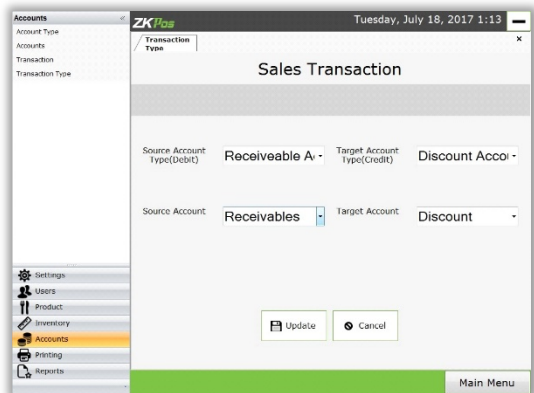 Accounts
Account Type
Accounts
Transaction
Transaction Type
Settings
Users
Product
Inventory
Accounts
Printing
Reports
ZKPos
Tuesday, July 18, 2017 1:13
Transaction
Type
Sales Transaction
Source Account
Type(Debit)
Receiveable A
Target Account
Type(Credit)
Discount Acco
Source Account
Receivables
Target Account
Discount
Update
Cancel
Main Menu